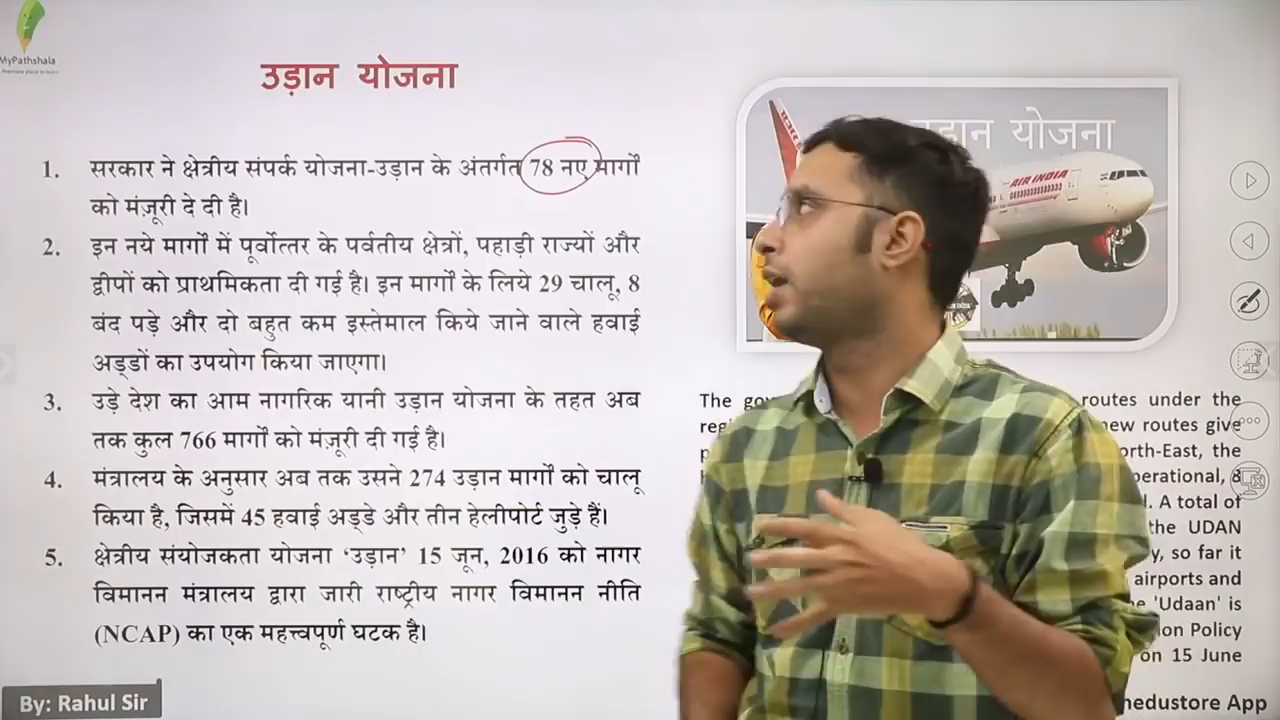 MyPathshala
उड़ान योजना
1. सरकार ने क्षेत्रीय संपर्क योजना-उड़ान के अंतर्गत 78 नए मार्गों
को मंज़ूरी दे दी है।
2. इन नये मार्गों में पूर्वोत्तर के पर्वतीय क्षेत्रों, पहाड़ी राज्यों और
द्वीपों को प्राथमिकता दी गई है। इन मार्गों के लिये 29 चालू, 8
बंद पड़े और दो बहुत कम इस्तेमाल किये जाने वाले हवाई
अड्डों का उपयोग किया जाएगा।
3. उड़े देश का आम नागरिक यानी उड़ान योजना के तहत अब
तक कुल 766 मार्गों को मंज़ूरी दी गई है।
4. मंत्रालय के अनुसार अब तक उसने 274 उड़ान मार्गों को चालू
किया है, जिसमें 45 हवाई अड्डे और तीन हेलीपोर्ट जुड़े हैं।
5. क्षेत्रीय संयोजकता योजना ‘उड़ान’ 15 जून, 2016 को नागर
विमानन मंत्रालय द्वारा जारी राष्ट्रीय नागर विमानन नीति
(NCAP) का एक महत्त्वपूर्ण घटक है।
By: Rahul Sir
योजना
AIR INDIA
The
routes under the
new routes give
North-East, the
operational, 8
. A total of
the UDAN
, so far it
airports and
'Udaan' is
Policy
on 15 June
App